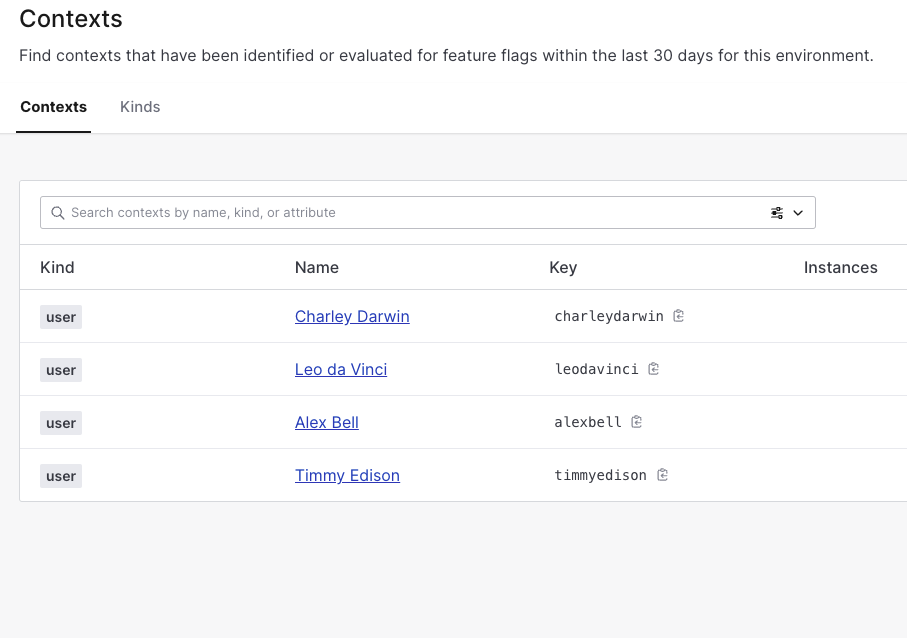 Contexts
Find contexts that have been identified or evaluated for feature flags within the last 30 days for this environment.
Contexts Kinds
Search contexts by name, kind, or attribute
Kind Name Key Instances
user Charley Darwin charleydarwin
user Leo da Vinci leodavinci
user Alex Bell alexbell
user Timmy Edison timmyedison